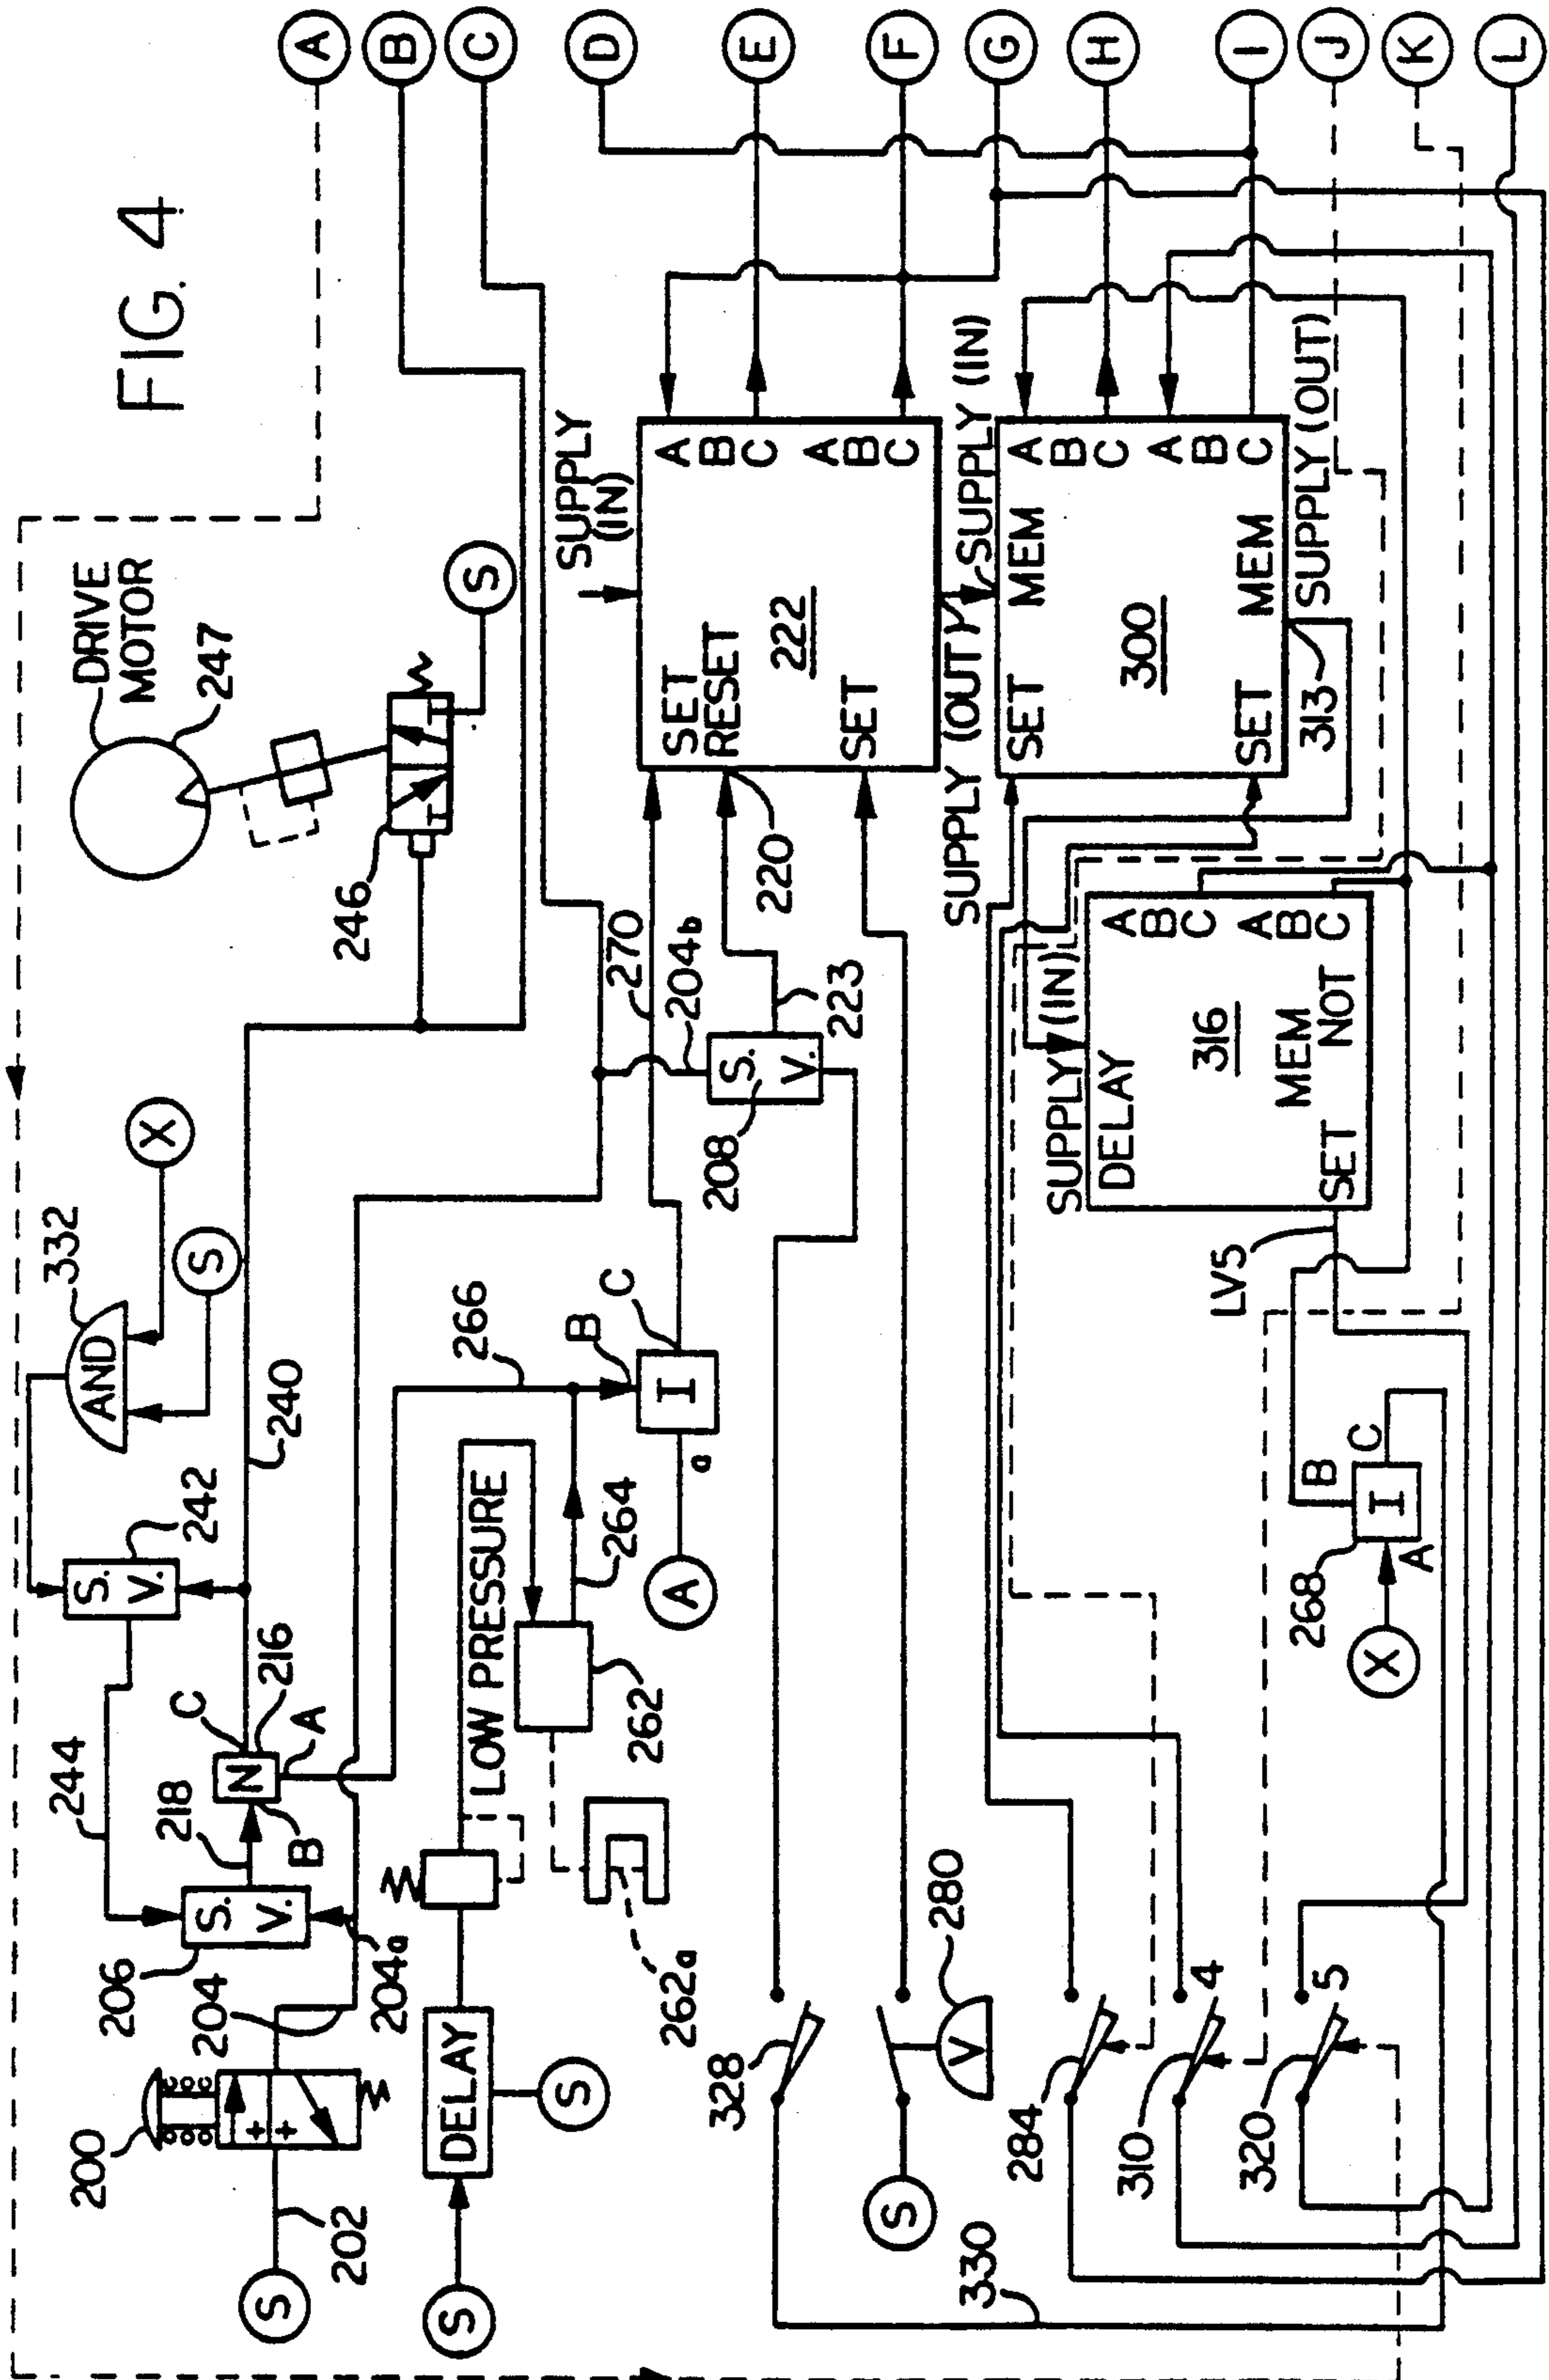 FIG. 4
A
B
C
D
E
F
G
H
I
J
K
L
DRIVE
MOTOR
247
246
S
332
AND
X
S
242
S.
V.
240
244
216
C
N
A
B
218
206
S.
V.
204
204a
200
202
S
S
DELAY
S
LOW PRESSURE
262
262a
264
266
B
C
I
a
A
270
204b
208
S.
V.
223
220
SUPPLY
(IN)
SET
RESET
222
SET
A
B
C
A
B
C
SUPPLY (OUT)
SUPPLY (IN)
SET
MEM
300
SET
MEM
A
B
C
A
B
C
313
SUPPLY (OUT)
SUPPLY (IN)
DELAY
316
MEM
NOT
SET
A
B
C
A
B
C
LV5
268
X
A
B
C
I
328
280
V
S
284
310
4
320
5
330